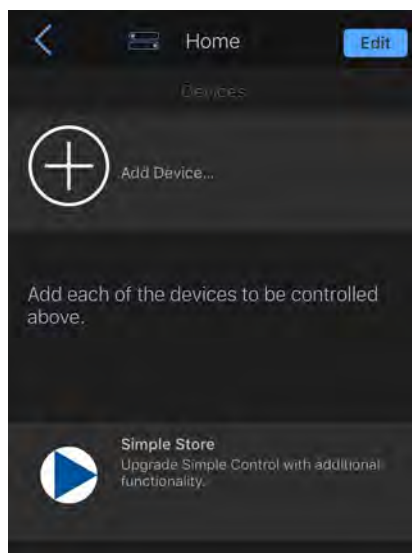 Home
Edit
Devices
Add Device...
Add each of the devices to be controlled
above.
Simple Store
Upgrade Simple Control with additional
functionality.